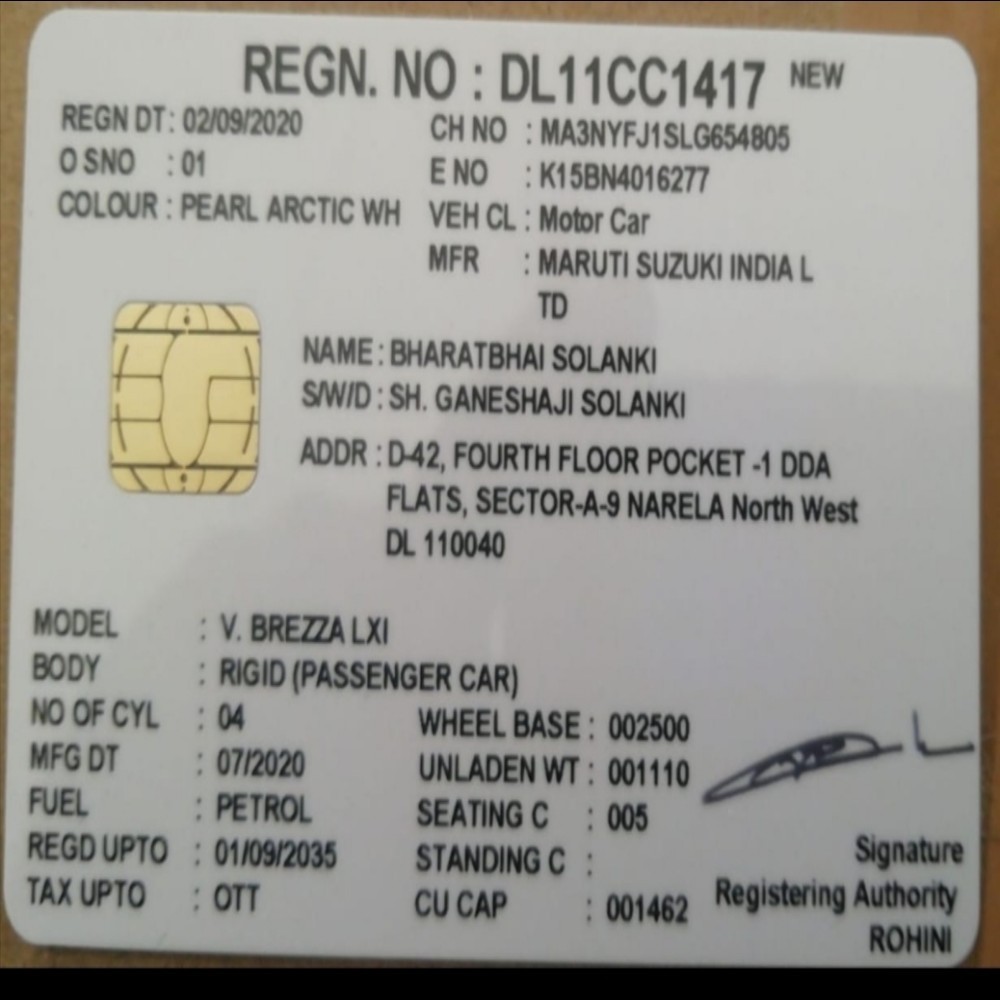 REGN. NO : DL11CC1417 NEW
REGN DT : 02/09/2020 CH NO : MA3NYFJ1SLG654805
O SNO : 01 E NO : K15BN4016277
COLOUR : PEARL ARCTIC WH VEH CL : Motor Car
MFR : MARUTI SUZUKI INDIA L
TD
NAME : BHARATBHAI SOLANKI
S/W/D : SH. GANESHAJI SOLANKI
ADDR : D-42, FOURTH FLOOR POCKET -1 DDA
FLATS, SECTOR-A-9 NARELA North West
DL 110040
MODEL : V. BREZZA LXI
BODY : RIGID (PASSENGER CAR)
NO OF CYL : 04 WHEEL BASE : 002500
MFG DT : 07/2020 UNLADEN WT : 001110
FUEL : PETROL SEATING C : 005
REGD UPTO : 01/09/2035 STANDING C :
TAX UPTO : OTT CU CAP : 001462
Signature
Registering Authority
ROHINI